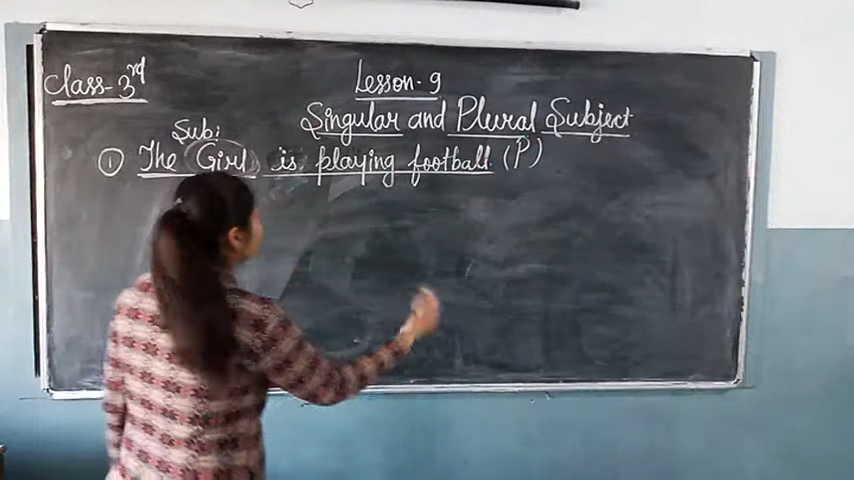 Class-3rd
Lesson-9
Singular and Plural Subject
Sub:
① The Girl is playing football. (P)